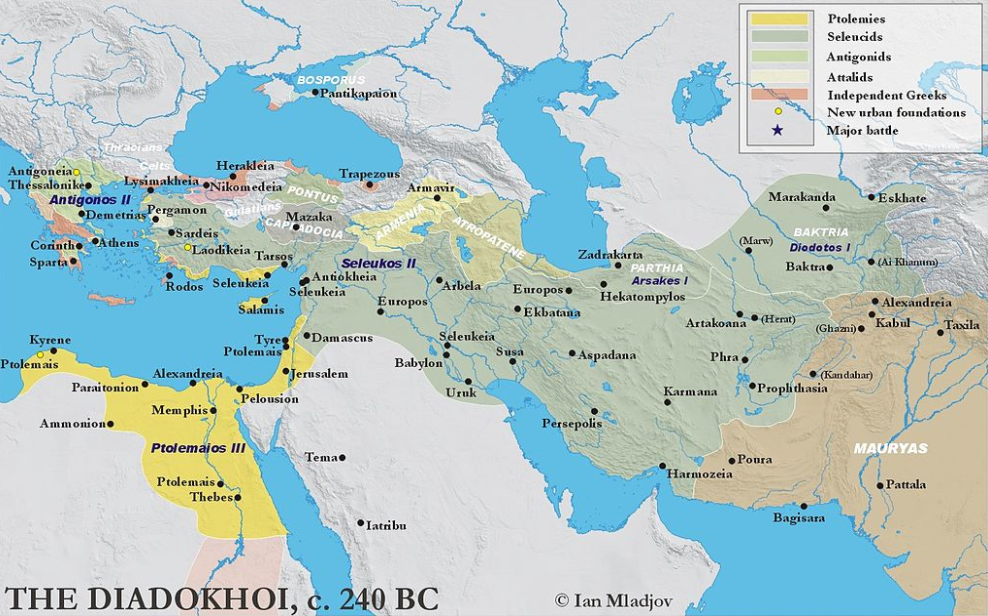 Ptolemies
Seleucids
Antigonids
Attalids
Independent Greeks
New urban foundations
Major battle
BOSPORUS
Pantikapaion
Thracians
Celts
Antigoneia
Thessalonike
Lysimakheia
Herakleia
Nikomedeia
Trapezous
Antigonos II
PONTUS
Armavir
Demetrias
Pergamon
Galatians
Mazaka
CAPPADOCIA
ARMENIA
ATROPATENE
Marakanda
Eskhate
BAKTRIA
Diodotos I
(Marw)
Baktra
(Ai Khanum)
Corinth
Athens
Sparta
Sardeis
Laodikeia
Tarsos
Seleukos II
Zadrakarta
PARTHIA
Arsakes I
Rodos
Seleukeia
Antiokheia
Seleukeia
Arbela
Europos
Europos
Hekatompylos
Salamis
Ekbatana
Artakoana
(Herat)
Alexandreia
Kabul
(Ghazni)
Taxila
Kyrene
Ptolemais
Tyre
Ptolemais
Damascus
Seleukeia
Babylon
Susa
Aspadana
Phra
(Kandahar)
Prophthasia
Paraitonion
Alexandreia
Jerusalem
Pelousion
Uruk
Karmana
Ammonion
Memphis
Persepolis
Ptolemaios III
Tema
Harmozeia
Poura
MAURYAS
Ptolemais
Thebes
Pattala
Iatribu
Bagisara
THE DIADOKHOI, c. 240 BC
© Ian Mladjov